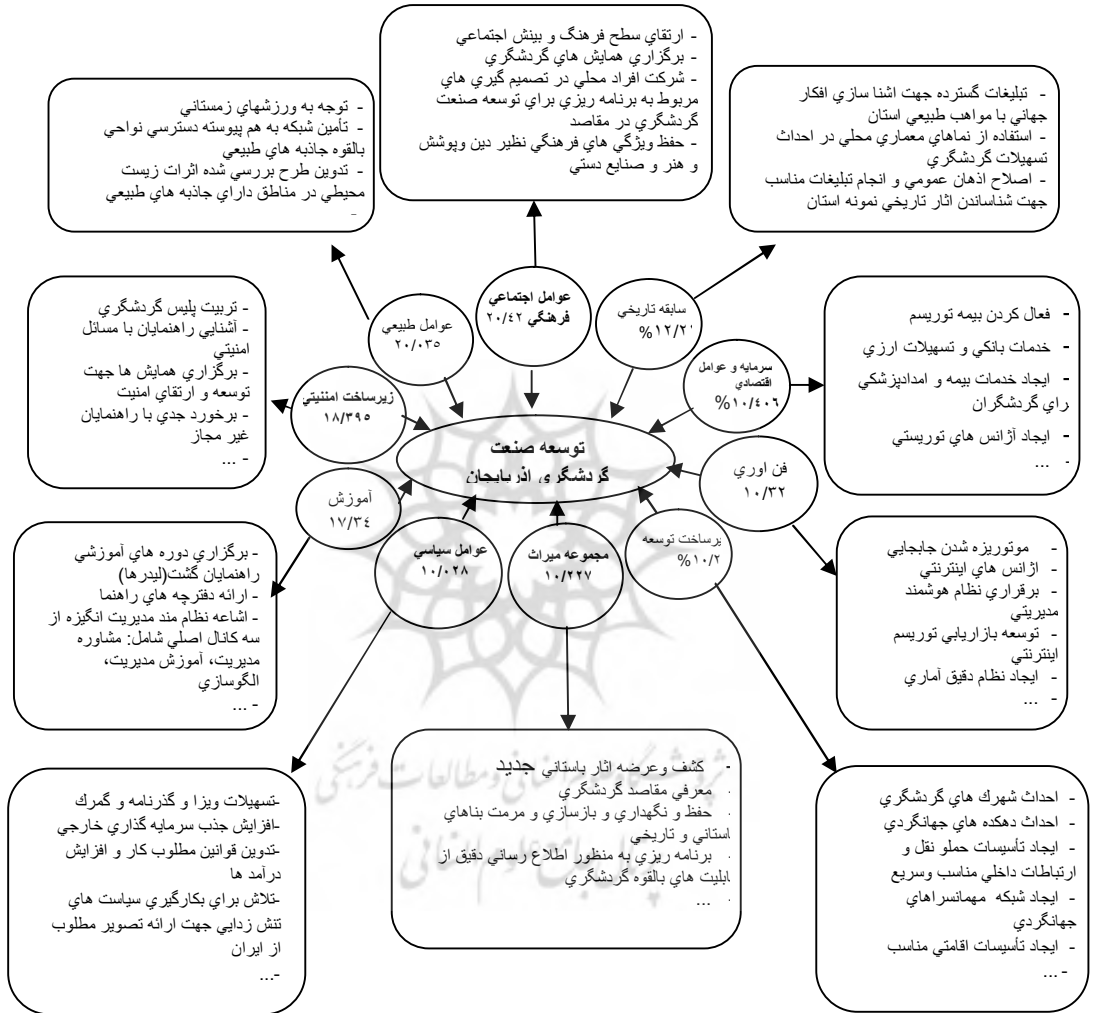 - ارتقاي سطح فرهنگ و بينش اجتماعي
- برگزاري همايش هاي گردشگري
- شركت افراد محلي در تصميم گيري هاي
مربوط به برنامه ريزي براي توسعه صنعت
گردشگري در مقاصد
- حفظ ويژگي هاي فرهنگي نظير دين وپوشش
و هنر و صنايع دستي
- تبليغات گسترده جهت اشنا سازي افكار
جهاني با مواهب طبيعي استان
- استفاده از نماهاي معماري محلي در احداث
تسهيلات گردشگري
- اصلاح اذهان عمومي و انجام تبليغات مناسب
جهت شناساندن اثار تاريخي نمونه استان
- توجه به ورزشهاي زمستاني
- تأمين شبكه به هم پيوسته دسترسي نواحي
بالقوه جاذبه هاي طبيعي
- تدوين طرح بررسي شده اثرات زيست
محيطي در مناطق داراي جاذبه هاي طبيعي
-
عوامل اجتماعي
فرهنگي ٢٠/٤٢
سابقه تاريخي
%١٢/٢١
عوامل طبيعي
٢٠/٠٣٥
سرمايه و عوامل
اقتصادي
%١٠/٤٠٦
- فعال كردن بيمه توريسم
- خدمات بانكي و تسهيلات ارزي
- ايجاد خدمات بيمه و امدادپزشكي
راي گردشگران
- ايجاد آژانس هاي توريستي
...
- تربيت پليس گردشگري
- آشنايي راهنمايان با مسائل
امنيتي
- برگزاري همايش ها جهت
توسعه و ارتقاي امنيت
- برخورد جدي با راهنمايان
غير مجاز
- ...
زيرساخت امننيتي
١٨/٣٩٥
توسعه صنعت
گردشگري اذربايجان
فن اوري
١٠/٣٢
آموزش
١٧/٣٤
عوامل سياسي
١٠/٠٢٨
مجموعه ميراث
١٠/٢٢٧
يرساخت توسعه
%١٠/٢
- موتوريزه شدن جابجايي
- اژانس هاي اينترنتي
- برقراري نظام هوشمند
مديريتي
- توسعه بازاريابي توريسم
اينترنتي
- ايجاد نظام دقيق آماري
- ...
- برگزاري دوره هاي آموزشي
راهنمايان گشت(ليدرها)
- ارائه دفترچه هاي راهنما
- اشاعه نظام مند مديريت انگيزه از
سه كانال اصلي شامل: مشاوره
مديريت، آموزش مديريت،
الگوسازي
- ...
- كشف وعرضه اثار باستاني جديد
. معرفي مقاصد گردشگري
. حفظ و نگهداري و بازسازي و مرمت بناهاي
استاني و تاريخي
. برنامه ريزي به منظور اطلاع رساني دقيق از
ابليت هاي بالقوه گردشگري
. ...
-تسهيلات ويزا و گذرنامه و گمرك
-افزايش جذب سرمايه گذاري خارجي
-تدوين قوانين مطلوب كار و افزايش
درآمد ها
-تلاش براي بكارگيري سياست هاي
تنش زدايي جهت ارائه تصوير مطلوب
از ايران
-...
- احداث شهرك هاي گردشگري
- احداث دهكده هاي جهانگردي
- ايجاد تأسيسات حملو نقل و
ارتباطات داخلي مناسب وسريع
- ايجاد شبكه مهمانسراهاي
جهانگردي
- ايجاد تأسيسات اقامتي مناسب
- ...
پژوهشگاه علوم انسانی و مطالعات فرهنگی
پرتال جامع علوم انسانی